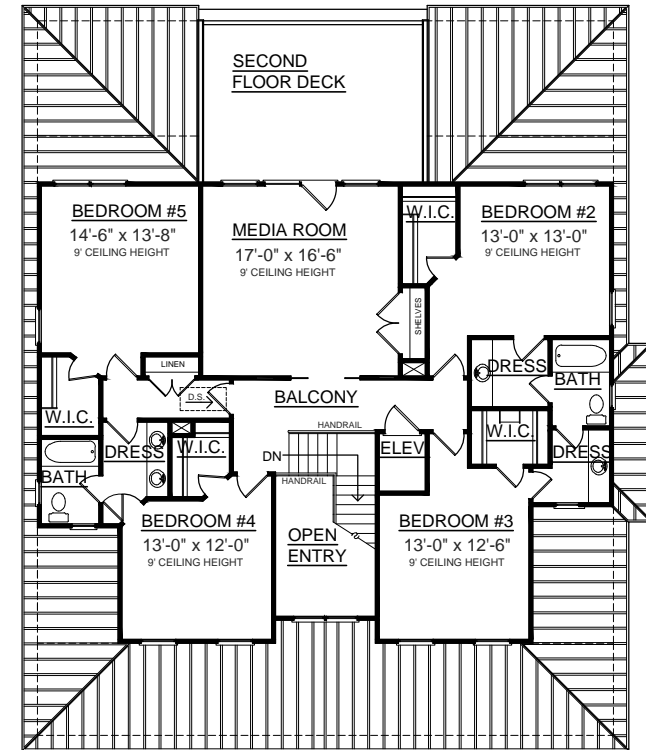 SECOND
FLOOR DECK
BEDROOM #5
14'-6" x 13'-8"
9' CEILING HEIGHT
MEDIA ROOM
17'-0" x 16'-6"
9' CEILING HEIGHT
W.I.C.
BEDROOM #2
13'-0" x 13'-0"
9' CEILING HEIGHT
SHELVES
LINEN
D.S.
BALCONY
DRESS
BATH
W.I.C.
HANDRAIL
W.I.C.
DRESS
W.I.C.
DN
ELEV
DRESS
BATH
HANDRAIL
BEDROOM #4
13'-0" x 12'-0"
9' CEILING HEIGHT
OPEN
ENTRY
BEDROOM #3
13'-0" x 12'-6"
9' CEILING HEIGHT